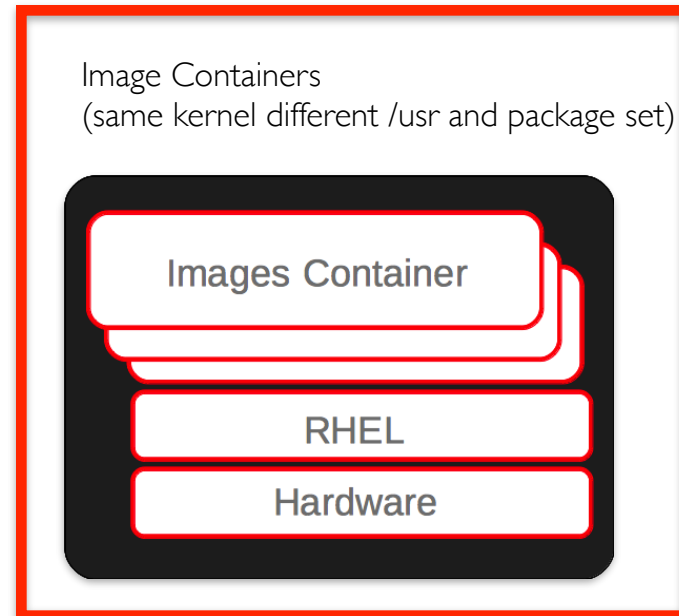 Image Containers
(same kernel different /usr and package set)
Images Container
RHEL
Hardware